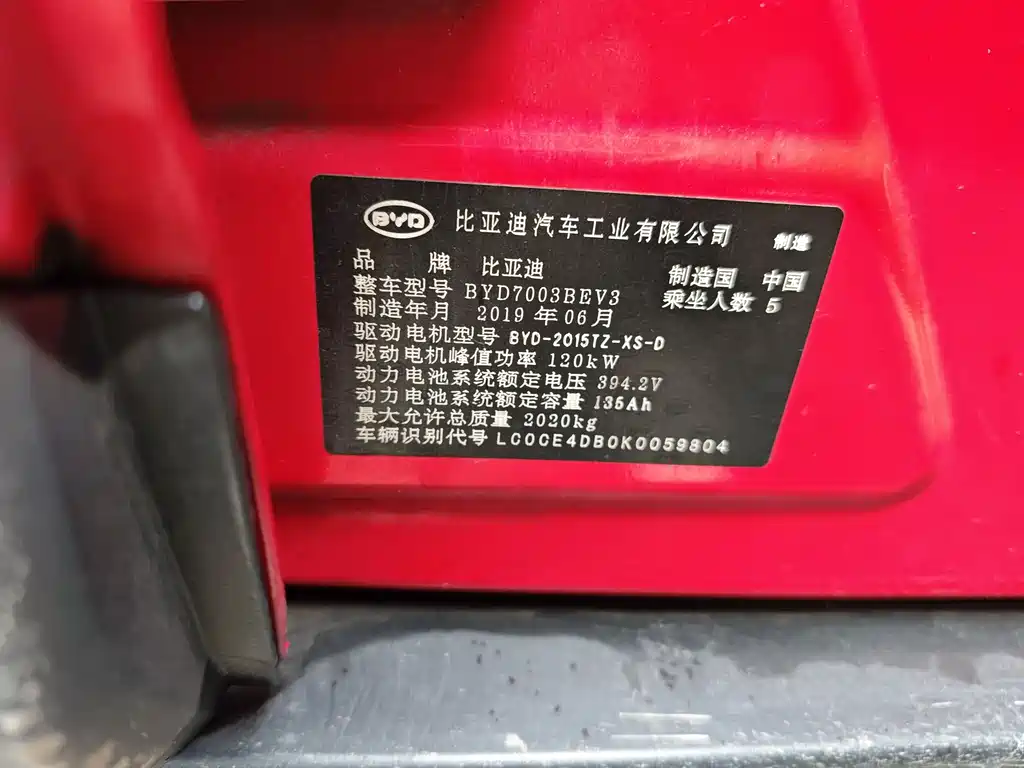 BYD 比亚迪汽车工业有限公司 制造
品 牌 比亚迪 制造国 中国
整车型号 BYD7003BEV3 乘坐人数 5
制造年月 2019 年 06 月
驱动电机型号 BYD-2015TZ-XS-D
驱动电机峰值功率 120kW
动力电池系统额定电压 394.2V
动力电池系统额定容量 135Ah
最大允许总质量 2020kg
车辆识别代号 LC0CE4DB0K0059804